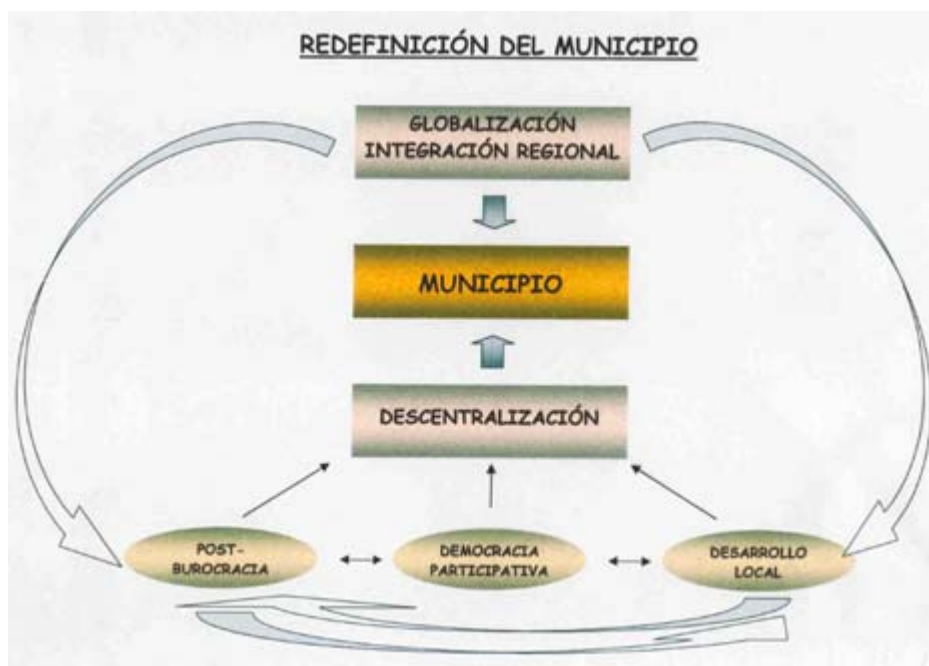 REDEFINICIÓN DEL MUNICIPIO
GLOBALIZACIÓN
INTEGRACIÓN REGIONAL
MUNICIPIO
DESCENTRALIZACIÓN
POST-
BUROCRACIA
DEMOCRACIA
PARTICIPATIVA
DESARROLLO
LOCAL